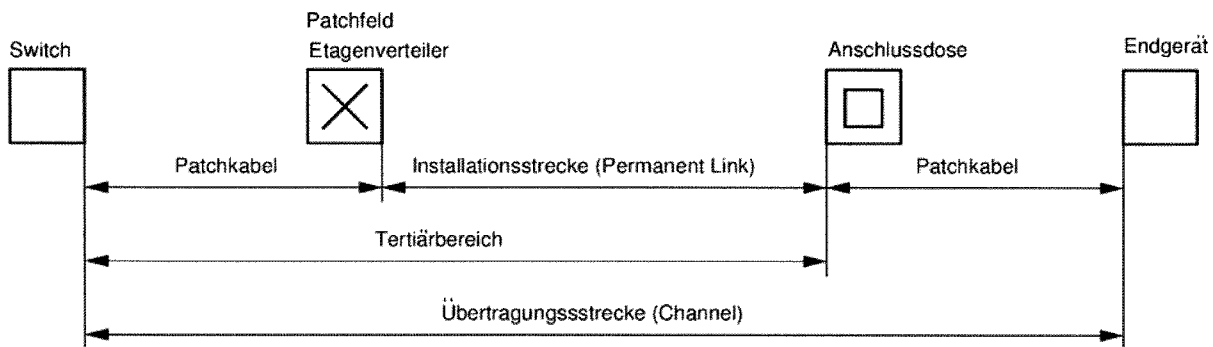 Patchfeld
Switch
Etagenverteiler
Anschlussdose
Endgerät
Patchkabel
Installationsstrecke (Permanent Link)
Patchkabel
Tertiärbereich
Übertragungssstrecke (Channel)